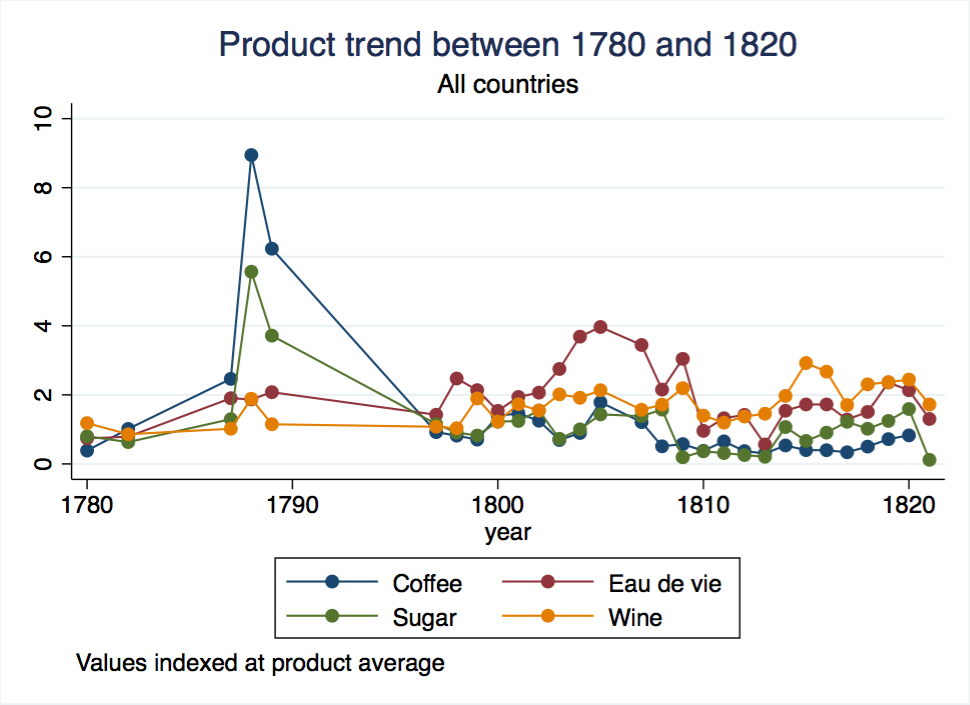 Product trend between 1780 and 1820
All countries
10
8
6
4
2
0
1780 1790 1800 1810 1820
year
Coffee Eau de vie
Sugar Wine
Values indexed at product average